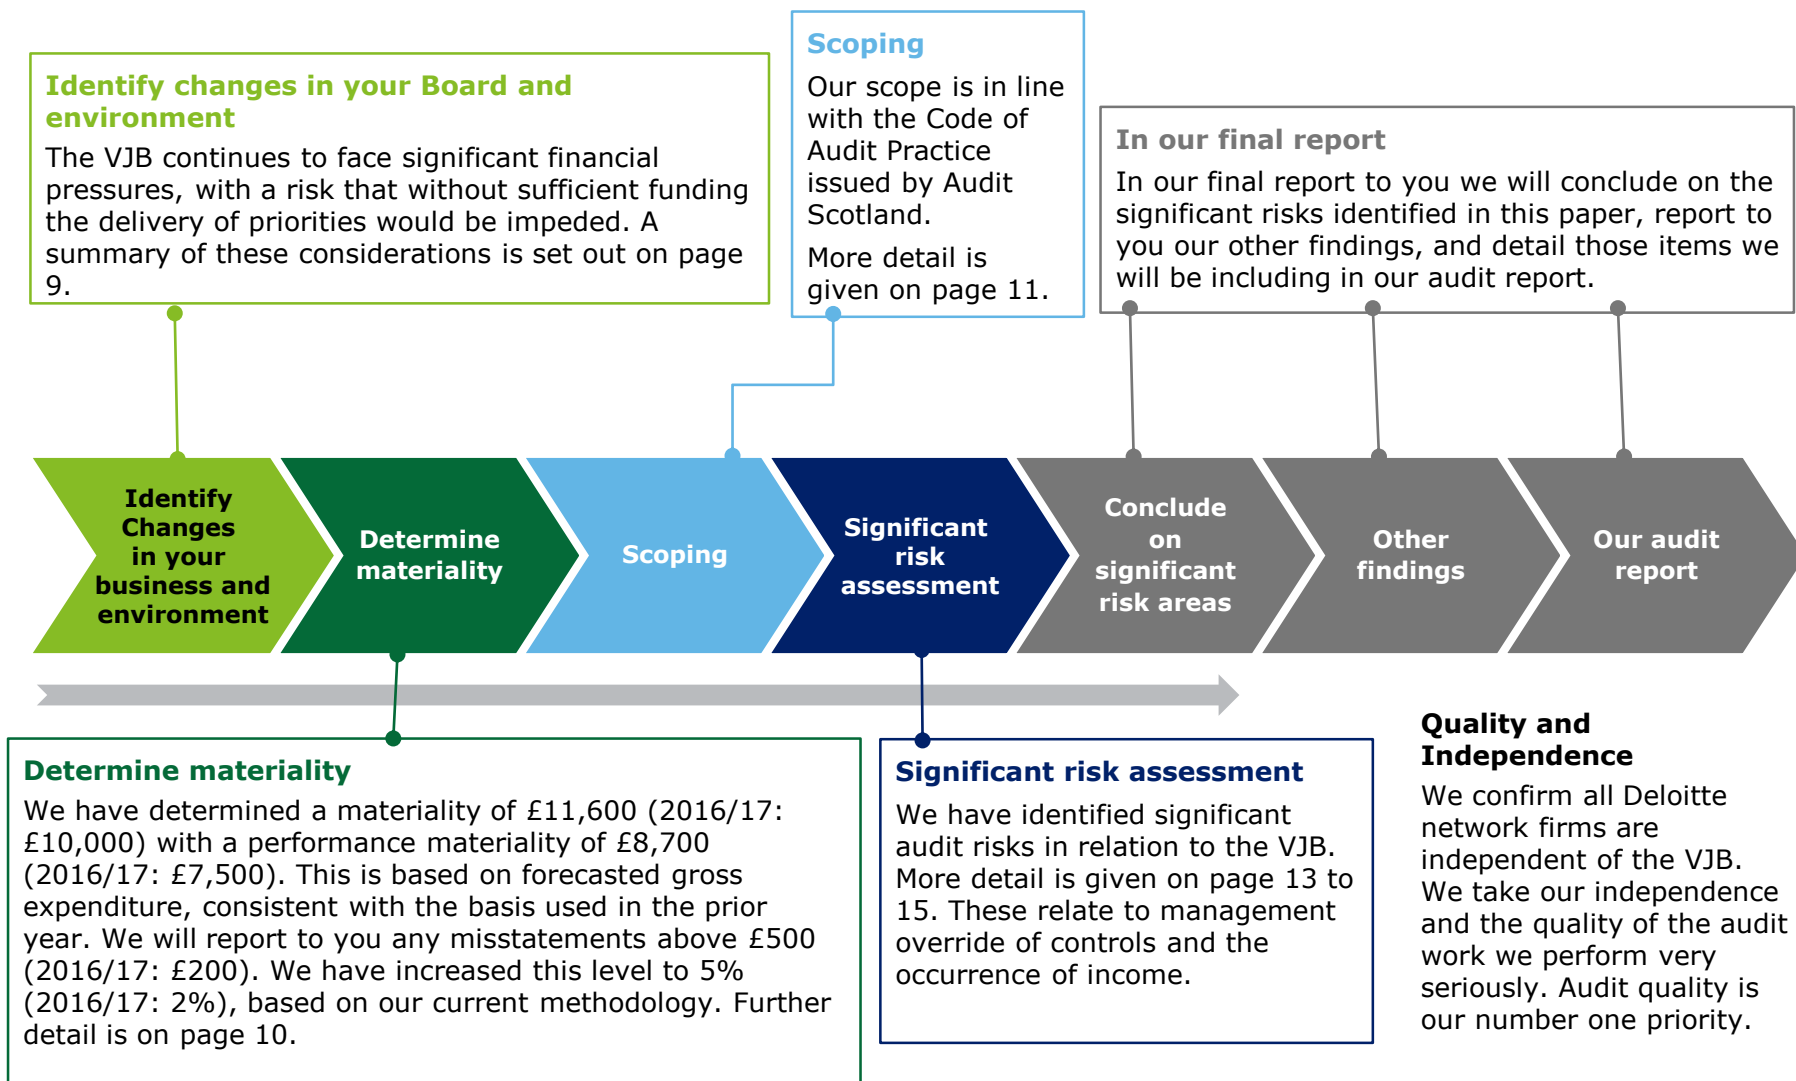 Identify changes in your Board and
environment
The VJB continues to face significant financial
pressures, with a risk that without sufficient funding
the delivery of priorities would be impeded. A
summary of these considerations is set out on page
9.
Scoping
Our scope is in line
with the Code of
Audit Practice
issued by Audit
Scotland.
More detail is
given on page 11.
In our final report
In our final report to you we will conclude on the
significant risks identified in this paper, report to
you our other findings, and detail those items we
will be including in our audit report.
Identify
Changes
in your
business and
environment
Determine
materiality
Scoping
Significant
risk
assessment
Conclude
on
significant
risk areas
Other
findings
Our audit
report
Determine materiality
We have determined a materiality of £11,600 (2016/17:
£10,000) with a performance materiality of £8,700
(2016/17: £7,500). This is based on forecasted gross
expenditure, consistent with the basis used in the prior
year. We will report to you any misstatements above £500
(2016/17: £200). We have increased this level to 5%
(2016/17: 2%), based on our current methodology. Further
detail is on page 10.
Significant risk assessment
We have identified significant
audit risks in relation to the VJB.
More detail is given on page 13 to
15. These relate to management
override of controls and the
occurrence of income.
Quality and
Independence
We confirm all Deloitte
network firms are
independent of the VJB.
We take our independence
and the quality of the audit
work we perform very
seriously. Audit quality is
our number one priority.